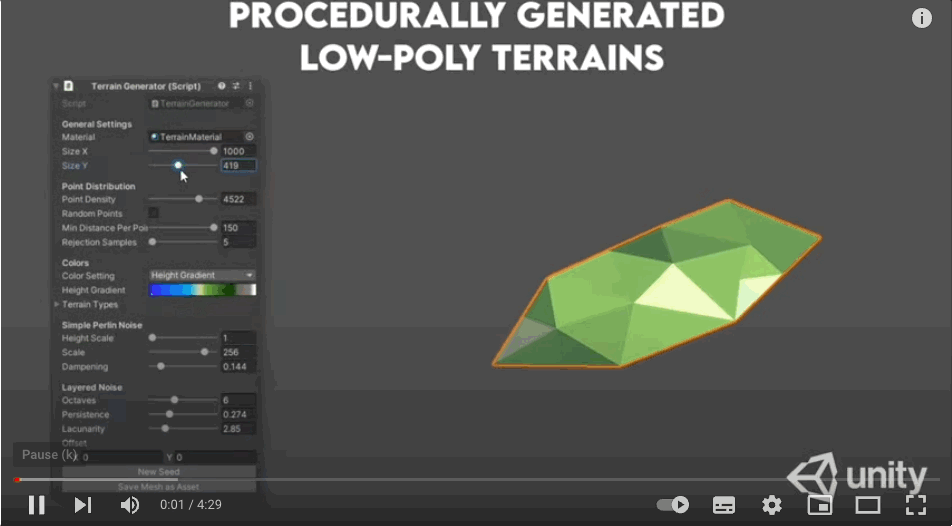 PROCEDURALLY GENERATED
LOW-POLY TERRAINS
i
Terrain Generator (Script)
Script TerrainGenerator
General Settings
Material TerrainMaterial
Size X 1000
Size Y 419
Point Distribution
Point Density 4522
Random Points
Min Distance Per Poi 150
Rejection Samples 5
Colors
Color Setting Height Gradient
Height Gradient
Terrain Types
Simple Perlin Noise
Height Scale 1
Scale 256
Dampening 0.144
Layered Noise
Octaves 6
Persistence 0.274
Lacunarity 2.85
Offset
X 0 Y 0
Pause (k)
New Seed
Save Mesh as Asset
unity
0:01 / 4:29